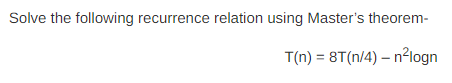 Solve the following recurrence relation using Master’s theorem-
T(n) = 8T(n/4) – n²logn